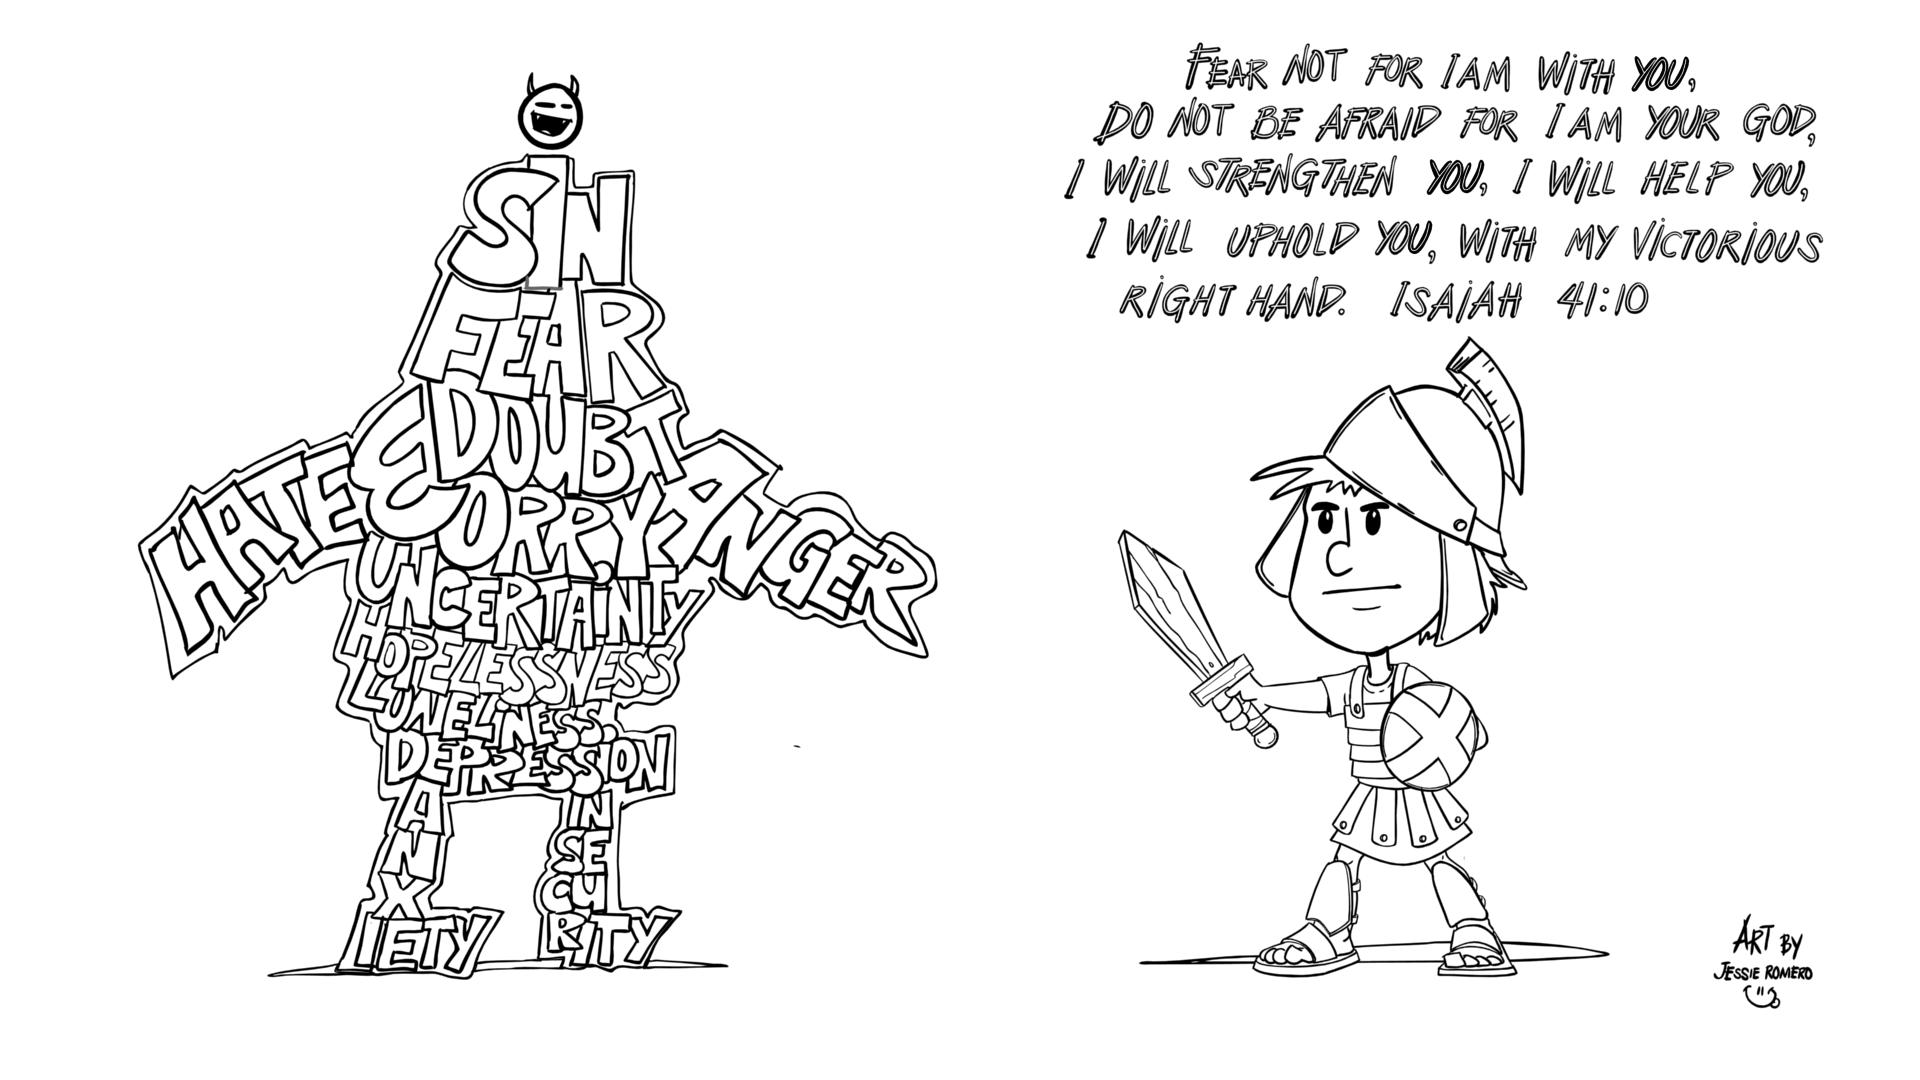 SIN
FEAR
DOUBT
HATE & WORRY, ANGER
UNCERTAINTY
HOPELESSNESS
LONELINESS,
DEPRESSION
ANXIETY
INSECURITY
FEAR NOT FOR I AM WITH YOU,
DO NOT BE AFRAID FOR I AM YOUR GOD,
I WILL STRENGTHEN YOU, I WILL HELP YOU,
I WILL UPHOLD YOU, WITH MY VICTORIOUS
RIGHT HAND. ISAIAH 41:10
ART BY
JESSIE ROMERO